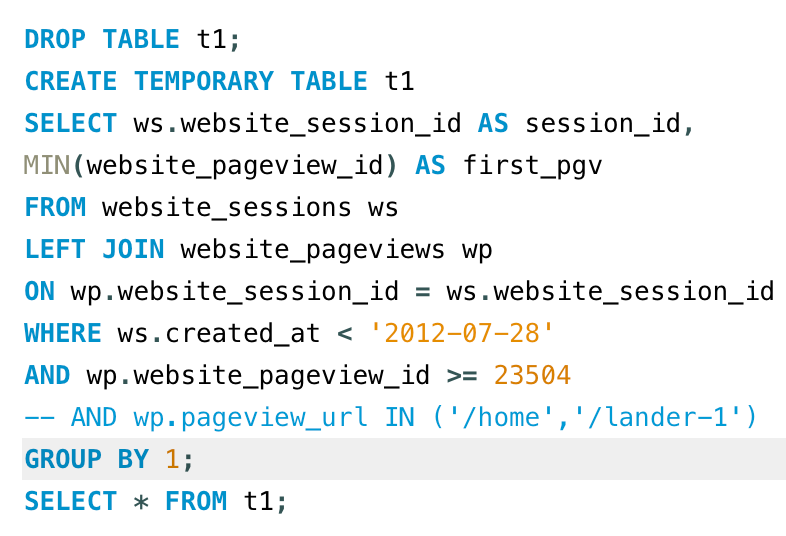 DROP TABLE t1;
CREATE TEMPORARY TABLE t1
SELECT ws.website_session_id AS session_id,
MIN(website_pageview_id) AS first_pgv
FROM website_sessions ws
LEFT JOIN website_pageviews wp
ON wp.website_session_id = ws.website_session_id
WHERE ws.created_at < '2012-07-28'
AND wp.website_pageview_id >= 23504
-- AND wp.pageview_url IN ('/home','/lander-1')
GROUP BY 1;
SELECT * FROM t1;